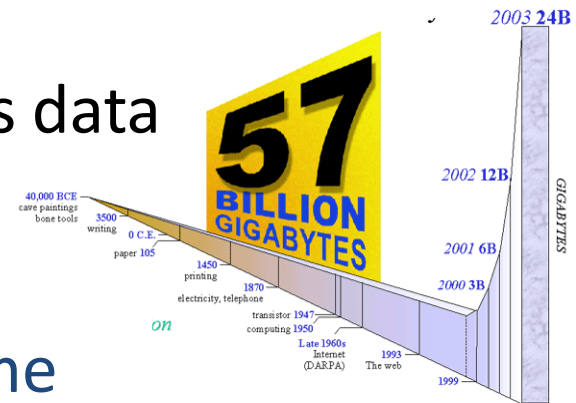 2003 24B
s data
57
BILLION
GIGABYTES
2002 12B
GIGABYTES
40,000 BCE
cave paintings
bone tools
3500
writing
0 C.E.
paper 105
2001 6B
1450
printing
2000 3B
1870
electricity, telephone
transistor 1947
computing 1950
on
Late 1960s
Internet
(DARPA)
1993
The web
1999
ne